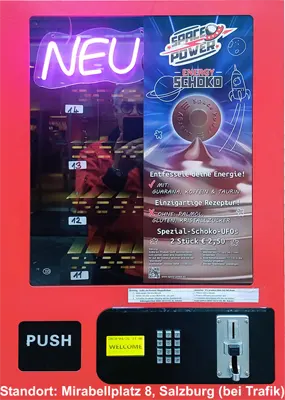 NEU
SPACE
POWER
ENERGY
SCHOKO
14
13
12
11
Entfessele deine Energie!
MIT:
GUARANA, KOFFEIN & TAURIN
Einzigartige Rezeptur:
OHNE: PALMÖL,
GLUTEN, KRISTALLZUCKER
Spezial-Schoko-UFOs:
2 Stück € 2,50
WELCOME
PUSH
Standort: Mirabellplatz 8, Salzburg (bei Trafik)